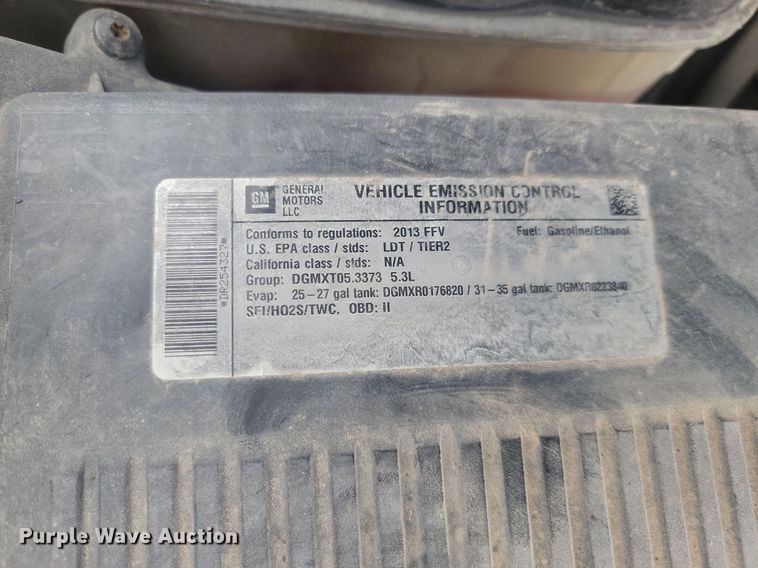 GM
GENERAL MOTORS LLC
VEHICLE EMISSION CONTROL
INFORMATION
Conforms to regulations: 2013 FFV Fuel: Gasoline/Ethanol
U.S. EPA class / stds: LDT / TIER2
California class / stds: N/A
Group: DGMXT05.3373 5.3L
Evap: 25-27 gal tank: DGMXR0176820 / 31-35 gal tank: DGMXR0223840
SFI/HO2S/TWC, OBD: II
*DR254327*
Purple Wave Auction®